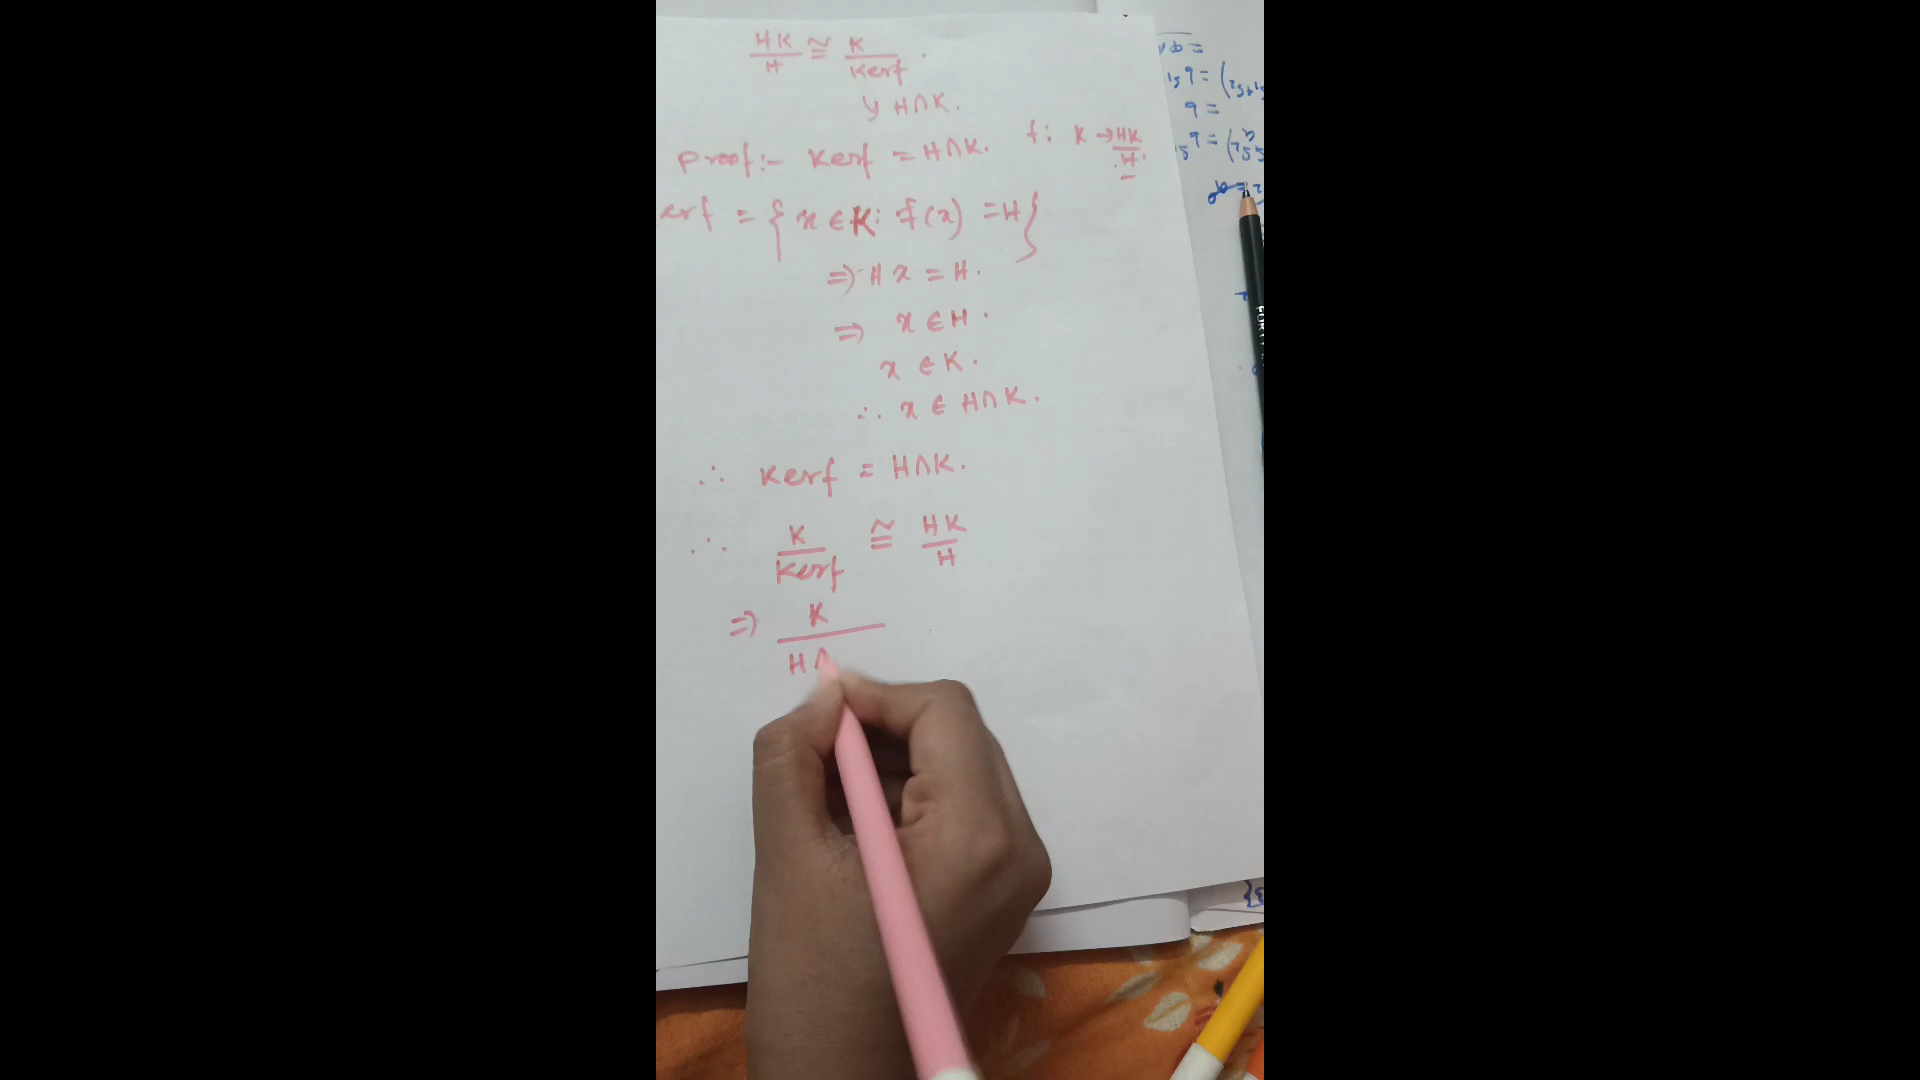 HK/H ≅ K/Kerf .
y H∩K.
Proof:- Kerf = H∩K. f: K → HK/H.
erf = { x ∈ K: f(x) = H }
⇒ Hx = H.
⇒ x ∈ H.
x ∈ K.
∴ x ∈ H∩K.
∴ Kerf = H∩K.
∴ K/Kerf ≅ HK/H
⇒ K/H∩